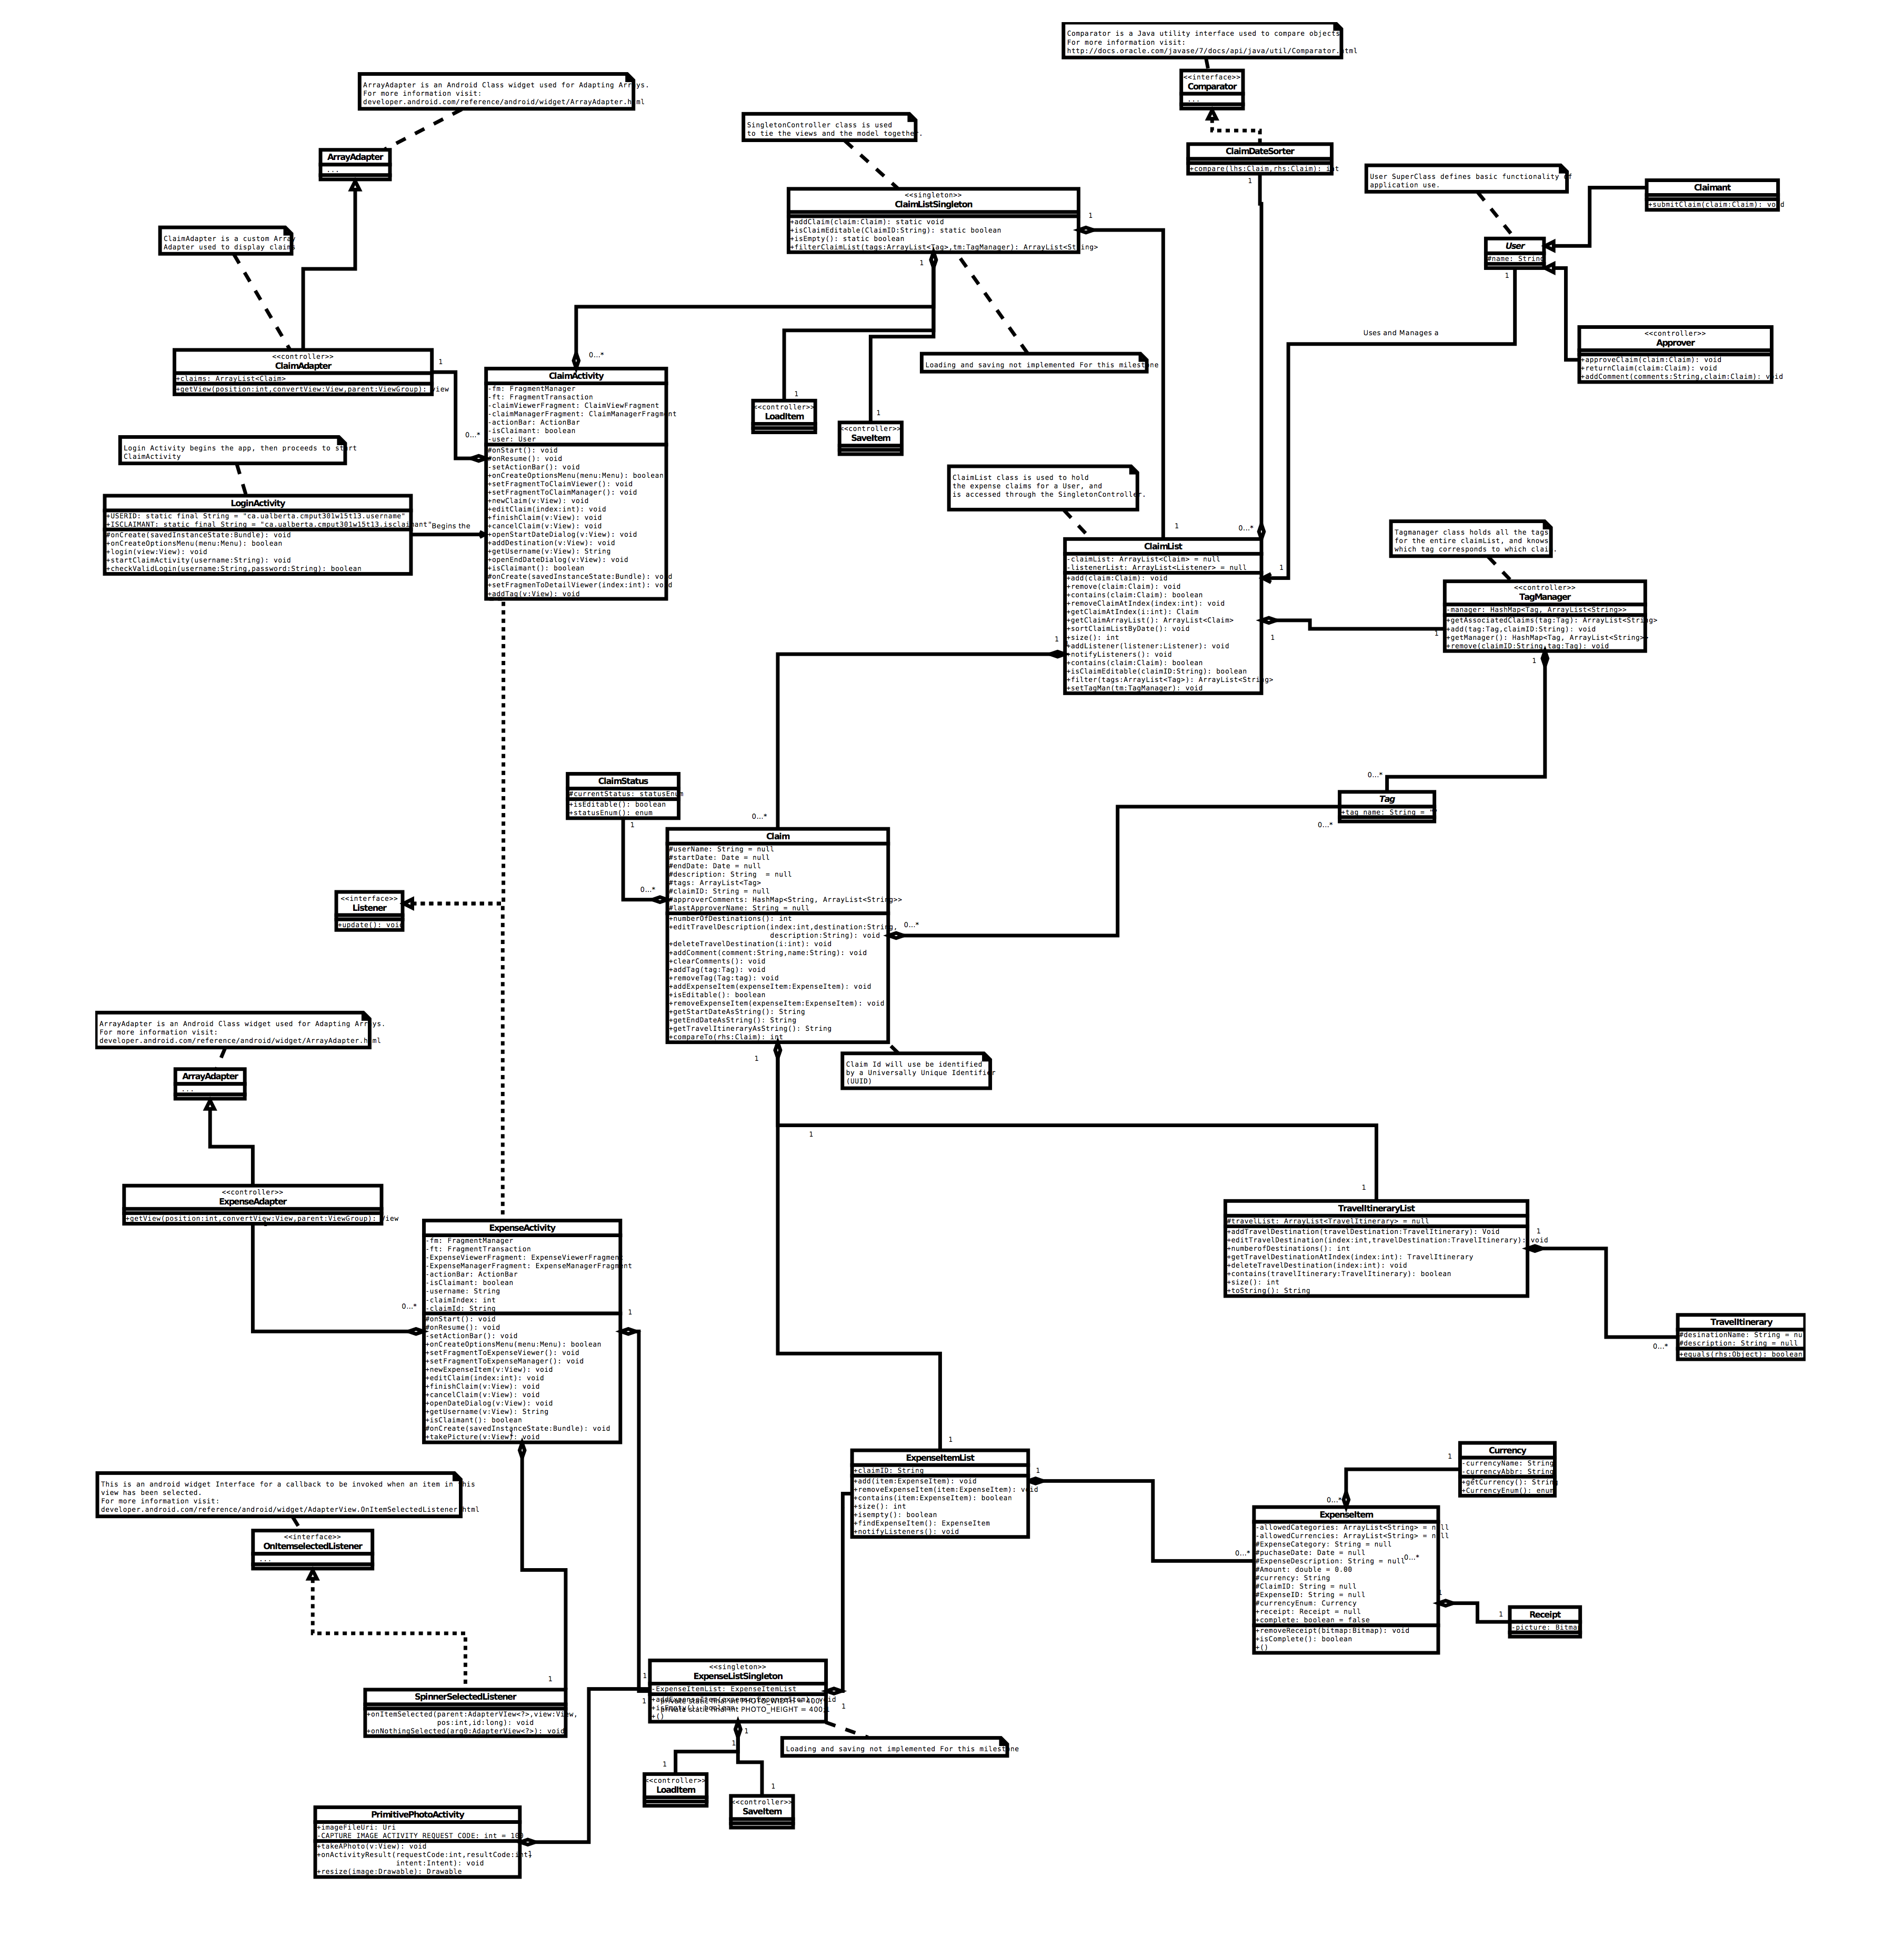 Comparator is a Java utility interface used to compare objects
For more information visit:
http://docs.oracle.com/javase/7/docs/api/java/util/Comparator.html
<<interface>>
Comparator
...
ArrayAdapter is an Android Class widget used for Adapting Arrays.
For more information visit:
developer.android.com/reference/android/widget/ArrayAdapter.html
ArrayAdapter
...
SingletonController class is used
to tie the views and the model together.
ClaimDateSorter
+compare(lhs:Claim,rhs:Claim): int
1
User SuperClass defines basic functionality of
application use.
Claimant
+submitClaim(claim:Claim): void
User
#name: String
1
<<singleton>>
ClaimListSingleton
+addClaim(claim:Claim): static void
+isClaimEditable(ClaimID:String): static boolean
+isEmpty(): static boolean
+filterClaimList(tags:ArrayList<Tag>,tm:TagManager): ArrayList<String>
1
1
ClaimAdapter is a custom Array
Adapter used to display claims
Uses and Manages a
<<controller>>
Approver
+approveClaim(claim:Claim): void
+returnClaim(claim:Claim): void
+addComment(comments:String,claim:Claim): void
<<controller>>
ClaimAdapter
+claims: ArrayList<Claim>
+getView(position:int,convertView:View,parent:ViewGroup): View
1
0...*
0...*
Loading and saving not implemented For this milestone
ClaimActivity
-fm: FragmentManager
-ft: FragmentTransaction
-claimViewerFragment: ClaimViewFragment
-claimManagerFragment: ClaimManagerFragment
-actionBar: ActionBar
-isClaimant: boolean
-user: User
#onStart(): void
#onResume(): void
-setActionBar(): void
+onCreateOptionsMenu(menu:Menu): boolean
+setFragmentToClaimViewer(): void
+setFragmentToClaimManager(): void
+newClaim(v:View): void
+editClaim(index:int): void
+finishClaim(v:View): void
+cancelClaim(v:View): void
+openStartDateDialog(v:View): void
+addDestination(v:View): void
+getUsername(v:View): String
+openEndDateDialog(v:View): void
+isClaimant(): boolean
#onCreate(savedInstanceState:Bundle): void
+setFragmenToDetailViewer(index:int): void
+addTag(v:View): void
1
<<controller>>
LoadItem
1
<<controller>>
SaveItem
Login Activity begins the app, then proceeds to start
ClaimActivity
LoginActivity
+USERID: static final String = "ca.ualberta.cmput301w15t13.username"
+ISCLAIMANT: static final String = "ca.ualberta.cmput301w15t13.isclaimant"
#onCreate(savedInstanceState:Bundle): void
+onCreateOptionsMenu(menu:Menu): boolean
+login(view:View): void
+startClaimActivity(username:String): void
+checkValidLogin(username:String,password:String): boolean
Begins the
ClaimList class is used to hold
the expense claims for a User, and
is accessed through the SingletonController.
1
0...*
1
ClaimList
-claimList: ArrayList<Claim> = null
-listenerList: ArrayList<Listener> = null
+add(claim:Claim): void
+remove(claim:Claim): void
+contains(claim:Claim): boolean
+removeClaimAtIndex(index:int): void
+getClaimAtIndex(i:int): Claim
+getClaimArrayList(): ArrayList<Claim>
+sortClaimListByDate(): void
+size(): int
+addListener(listener:Listener): void
+notifyListeners(): void
+contains(claim:Claim): boolean
+isClaimEditable(claimID:String): boolean
+filter(tags:ArrayList<Tag>): ArrayList<String>
+setTagMan(tm:TagManager): void
1
1
Tagmanager class holds all the tags
for the entire claimList, and knows
which tag corresponds to which claim.
<<controller>>
TagManager
-manager: HashMap<Tag, ArrayList<String>>
+getAssociatedClaims(tag:Tag): ArrayList<String>
+add(tag:Tag,claimID:String): void
+getManager(): HashMap<Tag, ArrayList<String>>
+remove(claimID:String,tag:Tag): void
1
1
0...*
Tag
+tag_name: String = ""
0...*
ClaimStatus
#currentStatus: statusEnum
+isEditable(): boolean
+statusEnum(): enum
1
0...*
0...*
Claim
#userName: String = null
#startDate: Date = null
#endDate: Date = null
#description: String  = null
#tags: ArrayList<Tag>
#claimID: String = null
#approverComments: HashMap<String, ArrayList<String>>
#lastApproverName: String = null
+numberOfDestinations(): int
+editTravelDescription(index:int,destination:String,
description:String): void
+deleteTravelDestination(i:int): void
+addComment(comment:String,name:String): void
+clearComments(): void
+addTag(tag:Tag): void
+removeTag(Tag:tag): void
+addExpenseItem(expenseItem:ExpenseItem): void
+isEditable(): boolean
+removeExpenseItem(expenseItem:ExpenseItem): void
+getStartDateAsString(): String
+getEndDateAsString(): String
+getTravelItineraryAsString(): String
+compareTo(rhs:Claim): int
0...*
1
Claim Id will use be identified
by a Universally Unique Identifier
(UUID)
<<interface>>
Listener
+update(): void
ArrayAdapter is an Android Class widget used for Adapting Arrays.
For more information visit:
developer.android.com/reference/android/widget/ArrayAdapter.html
ArrayAdapter
...
1
1
<<controller>>
ExpenseAdapter
+getView(position:int,convertView:View,parent:ViewGroup): View
TravelItineraryList
#travelList: ArrayList<TravelItinerary> = null
+addTravelDestination(travelDestination:TravelItinerary): Void
+editTravelDestination(index:int,travelDestination:TravelItinerary): void
+numberofDestinations(): int
+getTravelDestinationAtIndex(index:int): TravelItinerary
+deleteTravelDestination(index:int): void
+contains(travelItinerary:TravelItinerary): boolean
+size(): int
+toString(): String
1
ExpenseActivity
-fm: FragmentManager
-ft: FragmentTransaction
-ExpenseViewerFragment: ExpenseViewerFragment
-ExpenseManagerFragment: ExpenseManagerFragment
-actionBar: ActionBar
-isClaimant: boolean
-username: String
-claimIndex: int
-claimId: String
#onStart(): void
#onResume(): void
-setActionBar(): void
+onCreateOptionsMenu(menu:Menu): boolean
+setFragmentToExpenseViewer(): void
+setFragmentToExpenseManager(): void
+newExpenseItem(v:View): void
+editClaim(index:int): void
+finishClaim(v:View): void
+cancelClaim(v:View): void
+openDateDialog(v:View): void
+getUsername(v:View): String
+isClaimant(): boolean
#onCreate(savedInstanceState:Bundle): void
+takePicture(v:View): void
0...*
1
TravelItinerary
#desinationName: String = nu
#description: String = null
+equals(rhs:Object): boolean
0...*
This is an android widget Interface for a callback to be invoked when an item in this
view has been selected.
For more information visit:
developer.android.com/reference/android/widget/AdapterView.OnItemSelectedListener.html
<<interface>>
OnItemselectedListener
...
1
ExpenseItemList
+claimID: String
+add(item:ExpenseItem): void
+removeExpenseItem(item:ExpenseItem): void
+contains(item:ExpenseItem): boolean
+size(): int
+isempty(): boolean
+findExpenseItem(): ExpenseItem
+notifyListeners(): void
1
0...*
1
Currency
-currencyName: String
-currencyAbbr: String
+getCurrency(): String
+CurrencyEnum(): enum
0...*
ExpenseItem
-allowedCategories: ArrayList<String> = null
-allowedCurrencies: ArrayList<String> = null
#ExpenseCategory: String = null
#puchaseDate: Date = null
#ExpenseDescription: String = null
0...*
#Amount: double = 0.00
#currency: String
#ClaimID: String = null
#ExpenseID: String = null
#currencyEnum: Currency
+receipt: Receipt = null
+complete: boolean = false
+removeReceipt(bitmap:Bitmap): void
+isComplete(): boolean
+()
1
1
Receipt
-picture: Bitma
1
SpinnerSelectedListener
+onItemSelected(parent:AdapterVIew<?>,view:View,
pos:int,id:long): void
+onNothingSelected(arg0:AdapterView<?>): void
<<singleton>>
ExpenseListSingleton
-ExpenseItemList: ExpenseItemList
private static final int PHOTO_WIDTH = 400;
private static final int PHOTO_HEIGHT = 400;
+()
1
1
1
1
1
Loading and saving not implemented For this milestone
1
<<controller>>
LoadItem
1
<<controller>>
SaveItem
PrimitivePhotoActivity
+imageFileUri: Uri
-CAPTURE_IMAGE_ACTIVITY_REQUEST_CODE: int = 100
+takeAPhoto(v:View): void
+onActivityResult(requestCode:int,resultCode:int,
intent:Intent): void
+resize(image:Drawable): Drawable
1